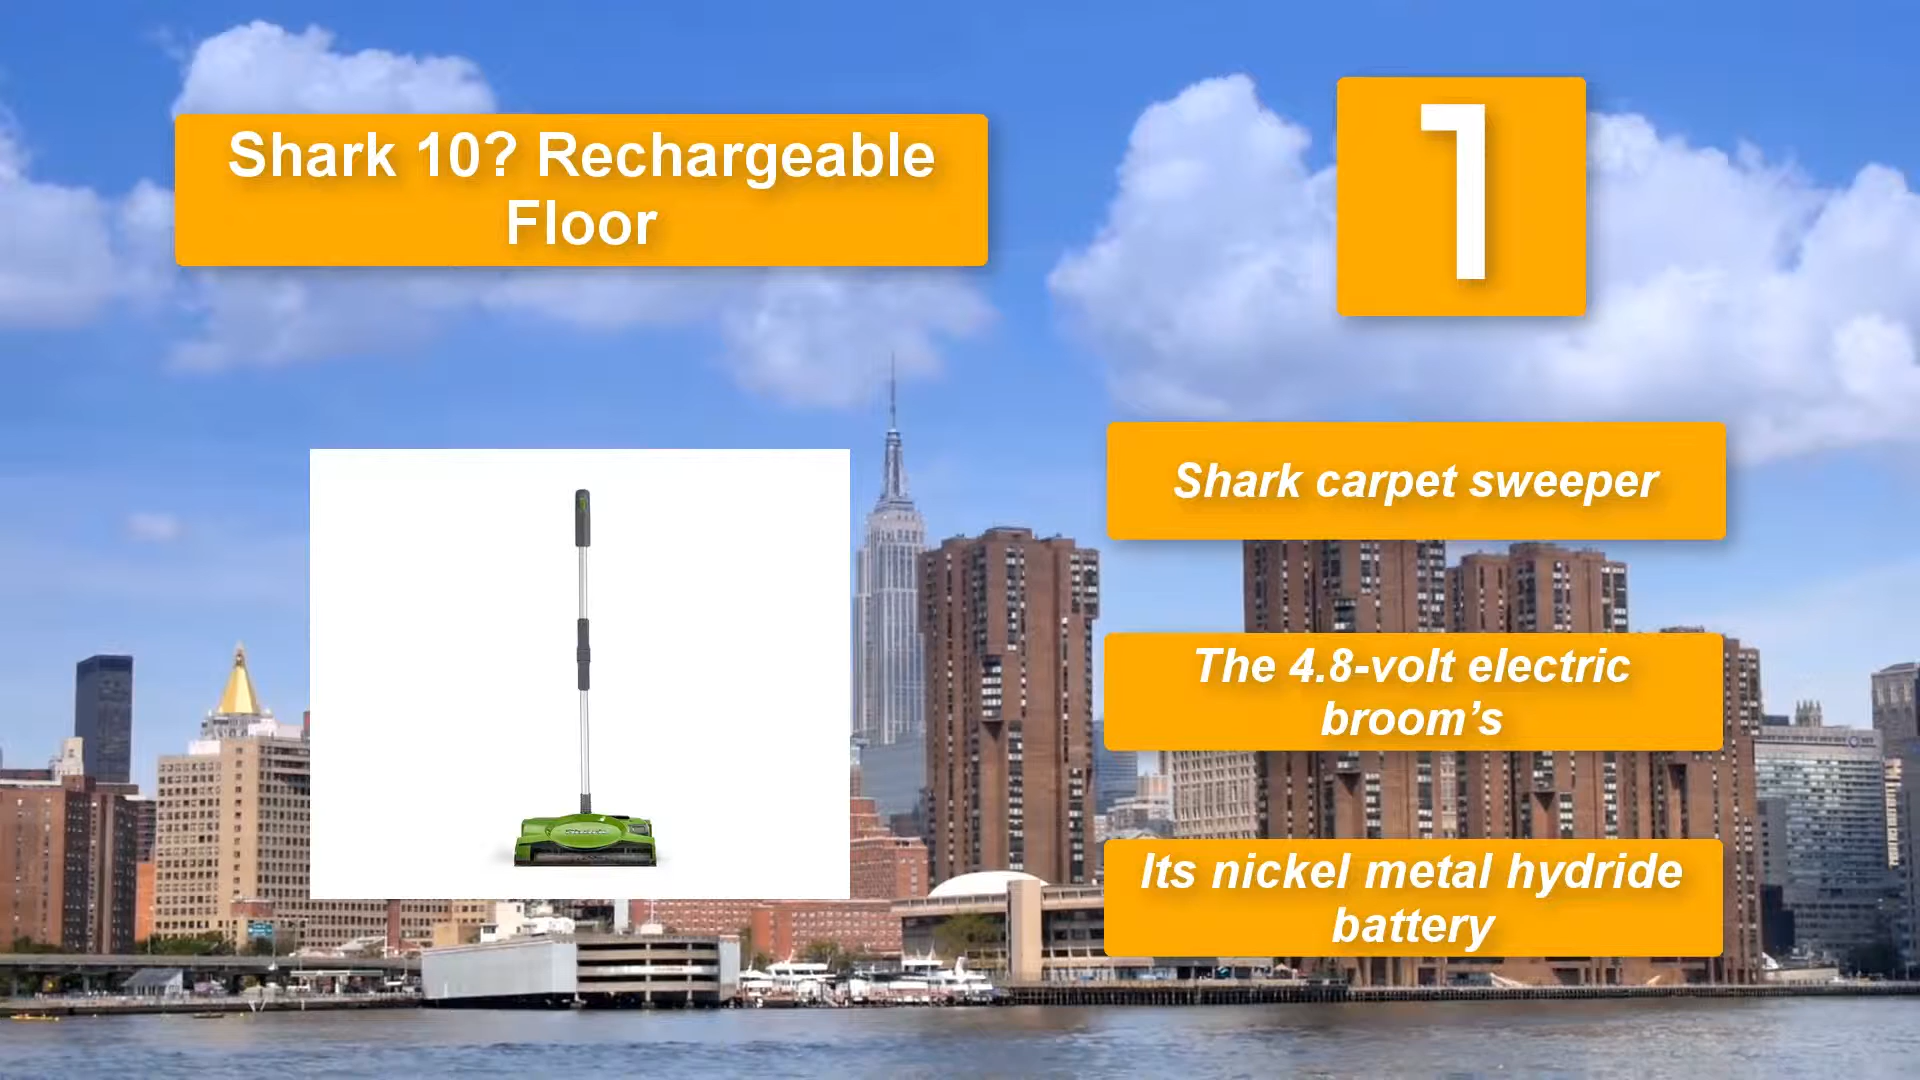 Shark 10? Rechargeable
Floor
1
Shark carpet sweeper
The 4.8-volt electric
broom’s
Its nickel metal hydride
battery